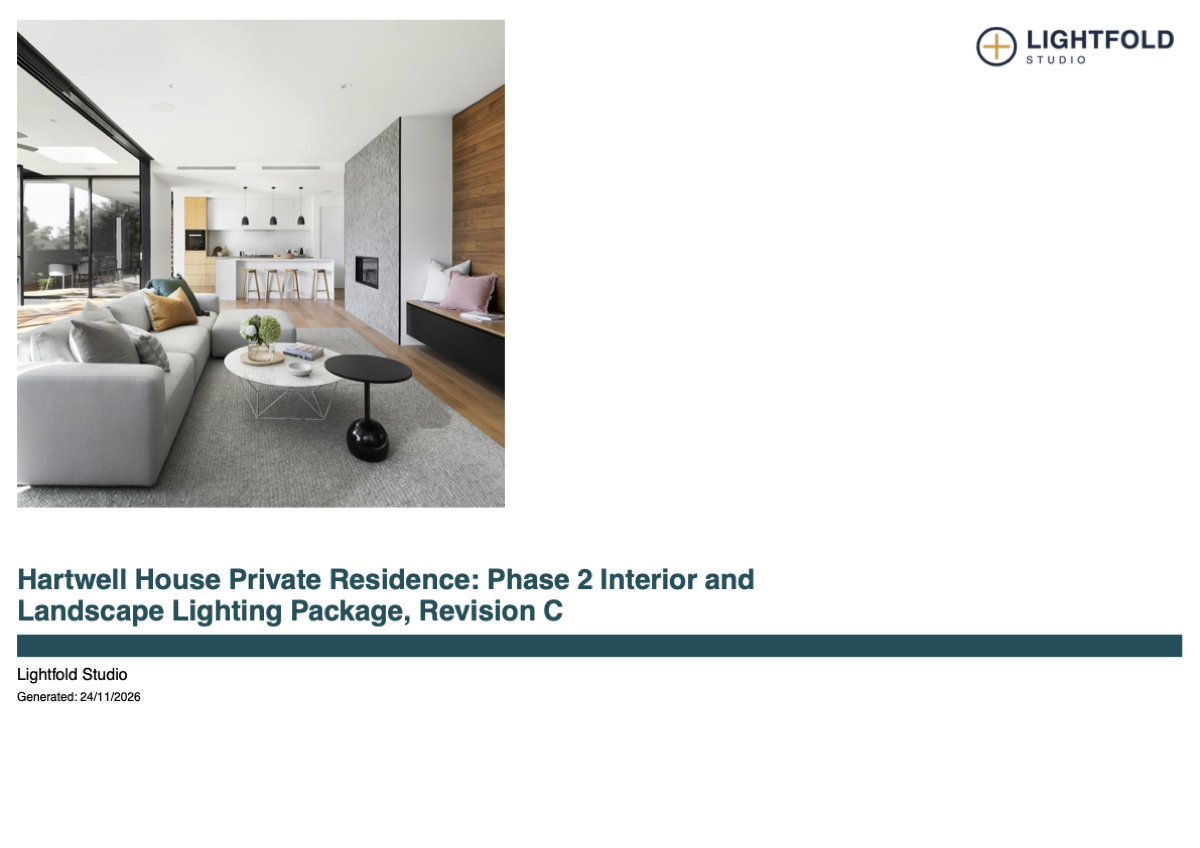 LIGHTFOLD
STUDIO
Hartwell House Private Residence: Phase 2 Interior and
Landscape Lighting Package, Revision C
Lightfold Studio
Generated: 24/11/2026